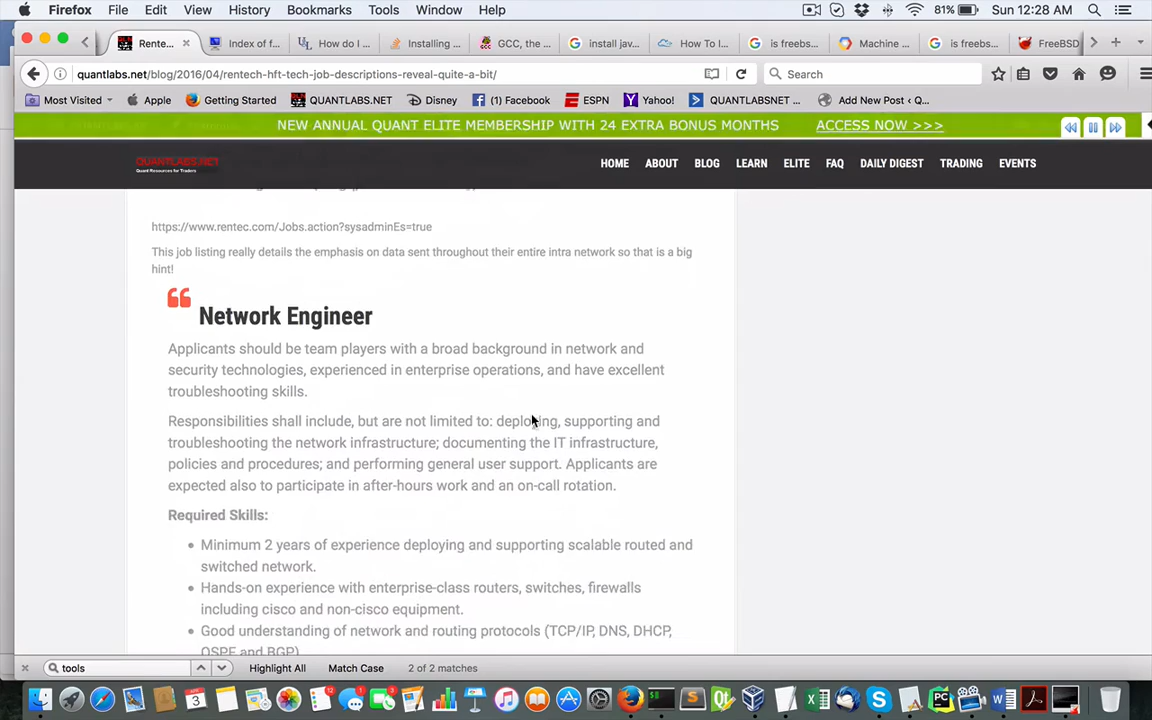 Firefox File Edit View History Bookmarks Tools Window Help 81% Sun 12:28 AM
Rente... Index of f... How do I ... Installing ... GCC, the ... install jav... How To I... is freebs... Machine ... is freebs... FreeBSD
quantlabs.net/blog/2016/04/rentech-hft-tech-job-descriptions-reveal-quite-a-bit/ Search
Most Visited Apple Getting Started QUANTLABS.NET Disney (1) Facebook ESPN Yahoo! QUANTLABSNET ... Add New Post ‹ Q...
NEW ANNUAL QUANT ELITE MEMBERSHIP WITH 24 EXTRA BONUS MONTHS ACCESS NOW >>>
QUANTLABS.NET
Quant Resources for Traders
HOME ABOUT BLOG LEARN ELITE FAQ DAILY DIGEST TRADING EVENTS
https://www.rentec.com/Jobs.action?sysadminEs=true
This job listing really details the emphasis on data sent throughout their entire intra network so that is a big
hint!
Network Engineer
Applicants should be team players with a broad background in network and
security technologies, experienced in enterprise operations, and have excellent
troubleshooting skills.
Responsibilities shall include, but are not limited to: deploying, supporting and
troubleshooting the network infrastructure; documenting the IT infrastructure,
policies and procedures; and performing general user support. Applicants are
expected also to participate in after-hours work and an on-call rotation.
Required Skills:
• Minimum 2 years of experience deploying and supporting scalable routed and
switched network.
• Hands-on experience with enterprise-class routers, switches, firewalls
including cisco and non-cisco equipment.
• Good understanding of network and routing protocols (TCP/IP, DNS, DHCP,
OSPF and BGP)
tools Highlight All Match Case 2 of 2 matches